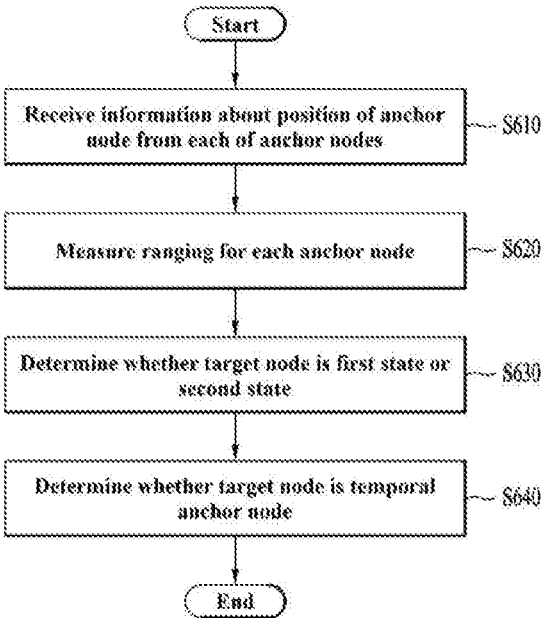 Start
Receive information about position of anchor
node from each of anchor nodes
S610
Measure ranging for each anchor node
S620
Determine whether target node is first state or
second state
S630
Determine whether target node is temporal
anchor node
S640
End